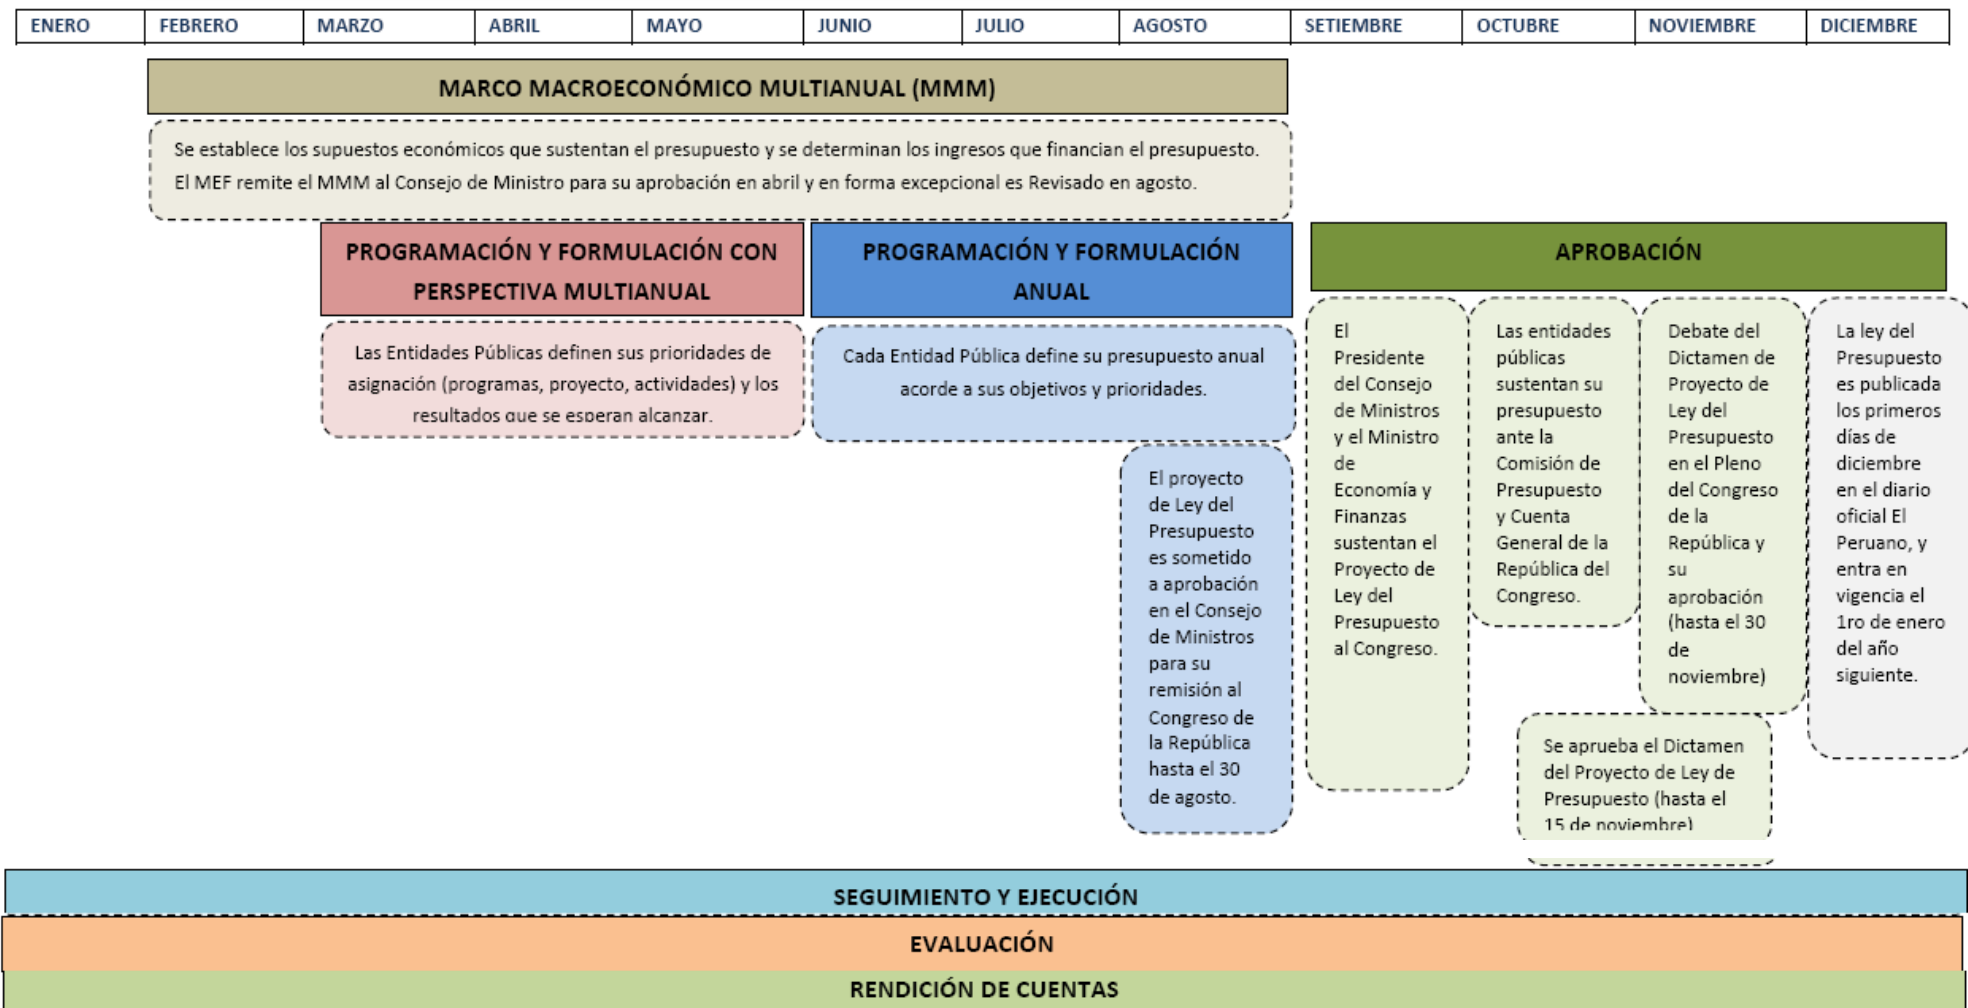 ENERO FEBRERO MARZO ABRIL MAYO JUNIO JULIO AGOSTO SETIEMBRE OCTUBRE NOVIEMBRE DICIEMBRE
MARCO MACROECONÓMICO MULTIANUAL (MMM)
Se establece los supuestos económicos que sustentan el presupuesto y se determinan los ingresos que financian el presupuesto.
El MEF remite el MMM al Consejo de Ministro para su aprobación en abril y en forma excepcional es Revisado en agosto.
PROGRAMACIÓN Y FORMULACIÓN CON
PERSPECTIVA MULTIANUAL
Las Entidades Públicas definen sus prioridades de
asignación (programas, proyecto, actividades) y los
resultados que se esperan alcanzar.
PROGRAMACIÓN Y FORMULACIÓN
ANUAL
Cada Entidad Pública define su presupuesto anual
acorde a sus objetivos y prioridades.
El proyecto
de Ley del
Presupuesto
es sometido
a aprobación
en el Consejo
de Ministros
para su
remisión al
Congreso de
la República
hasta el 30
de agosto.
APROBACIÓN
El
Presidente
del Consejo
de Ministros
y el Ministro
de
Economía y
Finanzas
sustentan el
Proyecto de
Ley del
Presupuesto
al Congreso.
Las entidades
públicas
sustentan su
presupuesto
ante la
Comisión de
Presupuesto
y Cuenta
General de la
República del
Congreso.
Debate del
Dictamen de
Proyecto de
Ley del
Presupuesto
en el Pleno
del Congreso
de la
República y
su
aprobación
(hasta el 30
de
noviembre)
Se aprueba el Dictamen
del Proyecto de Ley de
Presupuesto (hasta el
15 de noviembre)
La ley del
Presupuesto
es publicada
los primeros
días de
diciembre
en el diario
oficial El
Peruano, y
entra en
vigencia el
1ro de enero
del año
siguiente.
SEGUIMIENTO Y EJECUCIÓN
EVALUACIÓN
RENDICIÓN DE CUENTAS